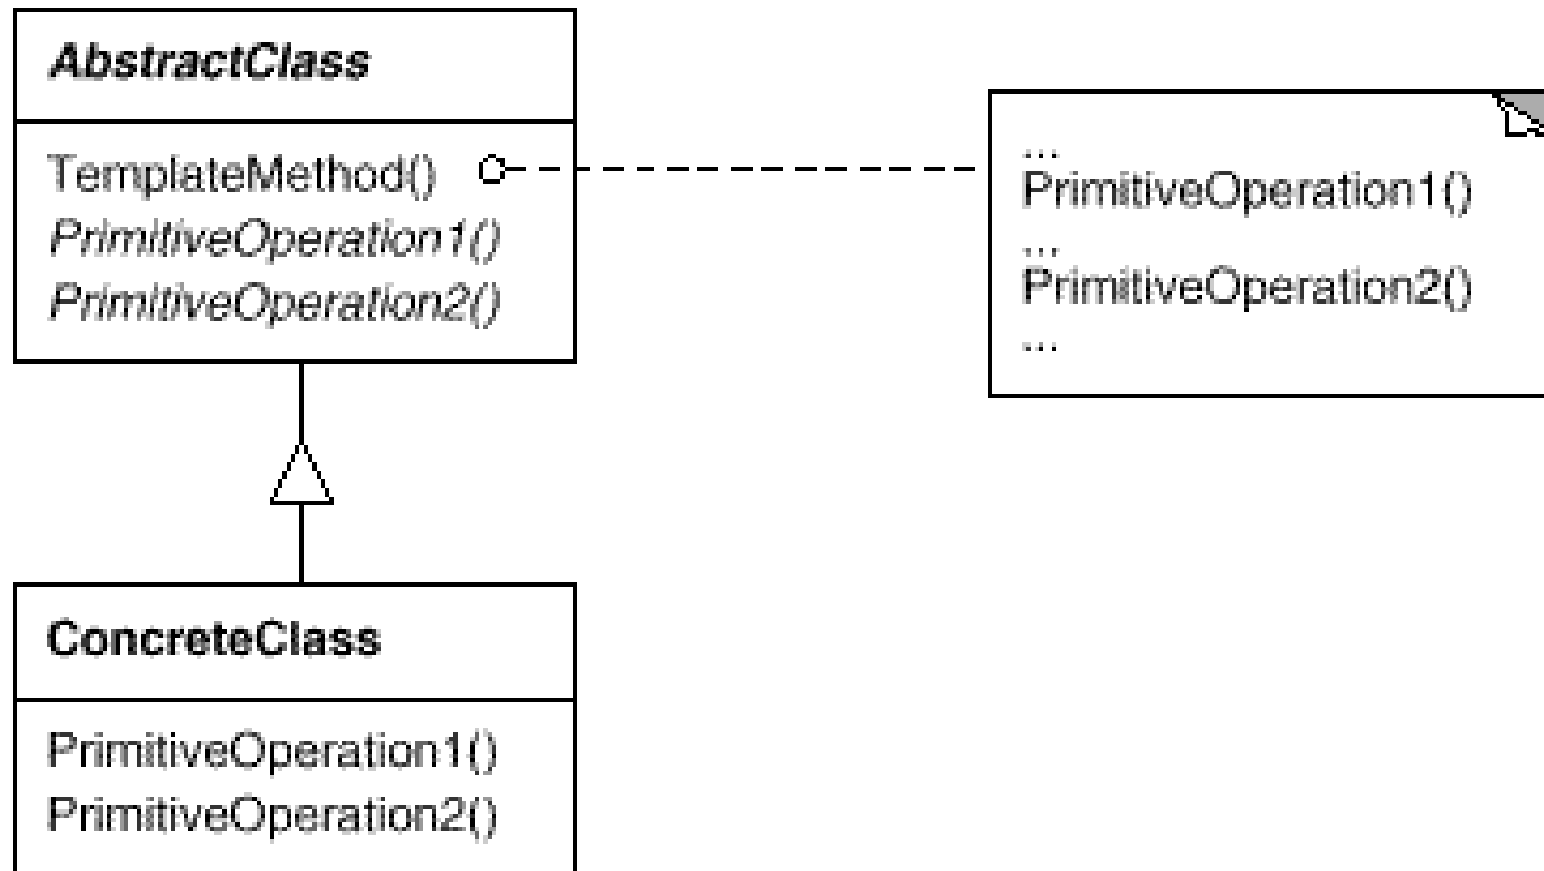 AbstractClass
TemplateMethod()
PrimitiveOperation1()
PrimitiveOperation2()
...
PrimitiveOperation1()
...
PrimitiveOperation2()
...
ConcreteClass
PrimitiveOperation1()
PrimitiveOperation2()